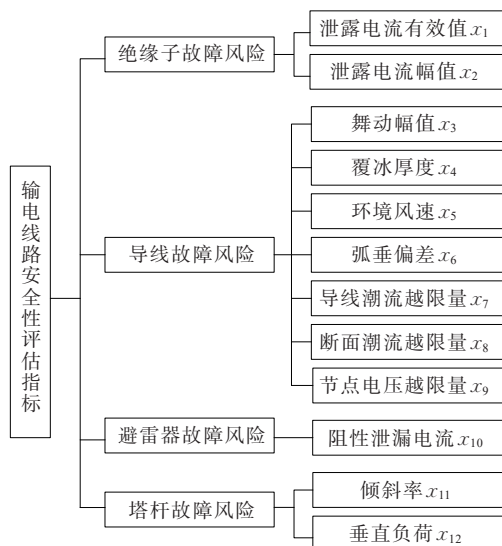 输电线路安全性评估指标
绝缘子故障风险
泄露电流有效值x₁
泄露电流幅值x₂
导线故障风险
舞动幅值x₃
覆冰厚度x₄
环境风速x₅
弧垂偏差x₆
导线潮流越限量x₇
断面潮流越限量x₈
节点电压越限量x₉
避雷器故障风险
阻性泄漏电流x₁₀
塔杆故障风险
倾斜率x₁₁
垂直负荷x₁₂